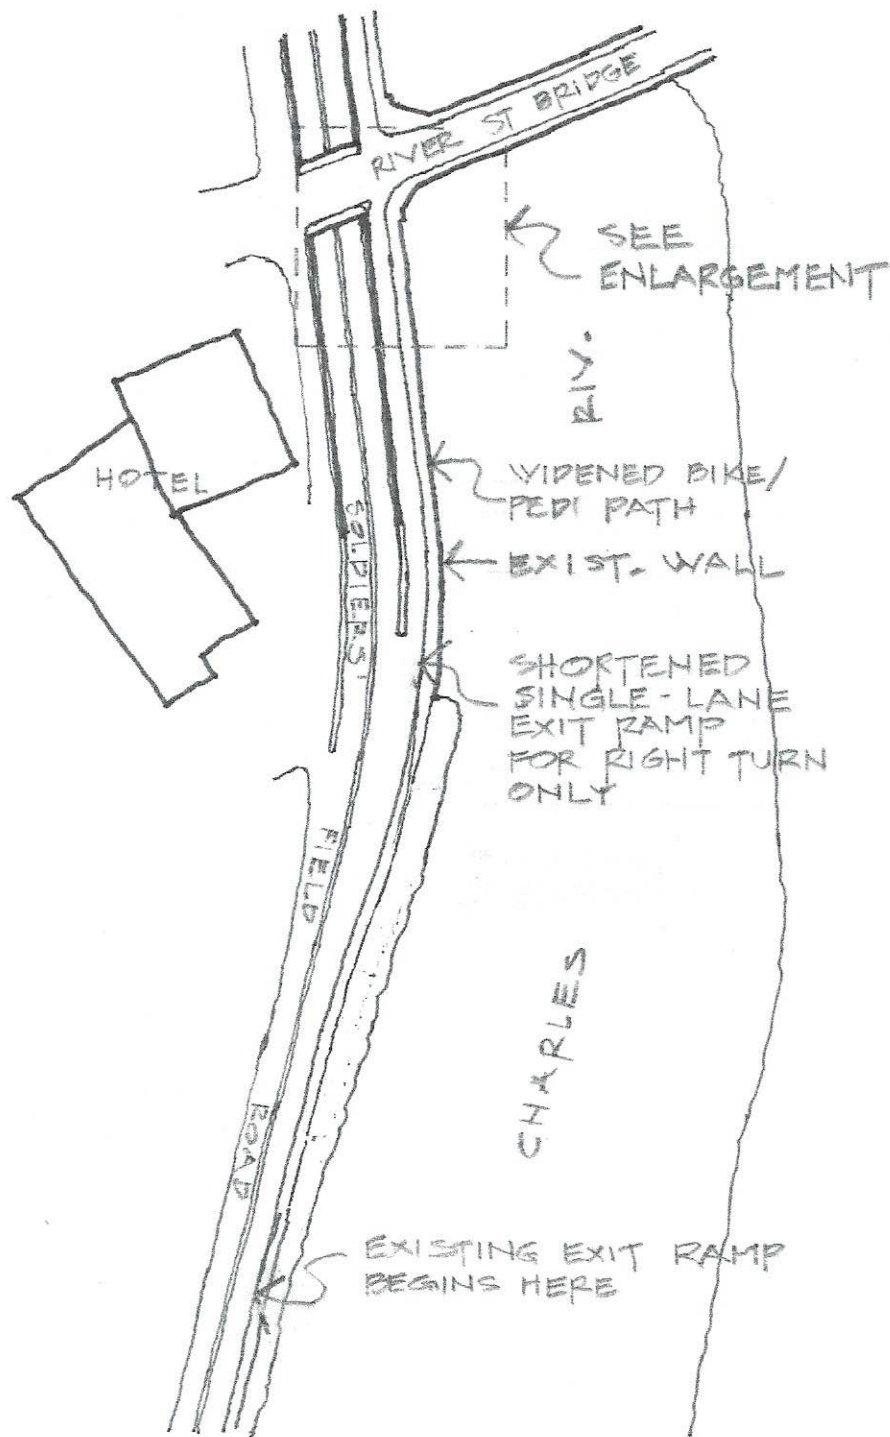 RIVER ST BRIDGE
SEE
ENLARGEMENT
RIV.
HOTEL
WIDENED BIKE/
PEDI PATH
SOLDIERS'
EXIST. WALL
SHORTENED
SINGLE-LANE
EXIT RAMP
FOR RIGHT TURN
ONLY
FIELD
CHARLES
ROAD
EXISTING EXIT RAMP
BEGINS HERE